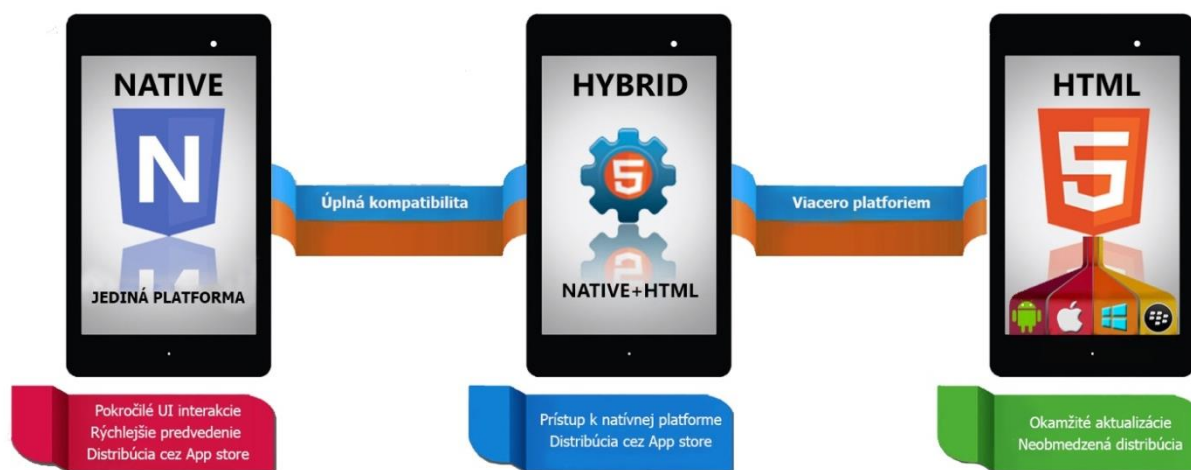 NATIVE
N
JEDINÁ PLATFORMA
Pokročilé UI interakcie
Rýchlejšie predvedenie
Distribúcia cez App store
Úplná kompatibilita
HYBRID
5
NATIVE+HTML
Prístup k natívnej platforme
Distribúcia cez App store
Viacero platforiem
HTML
5
Okamžité aktualizácie
Neobmedzená distribúcia